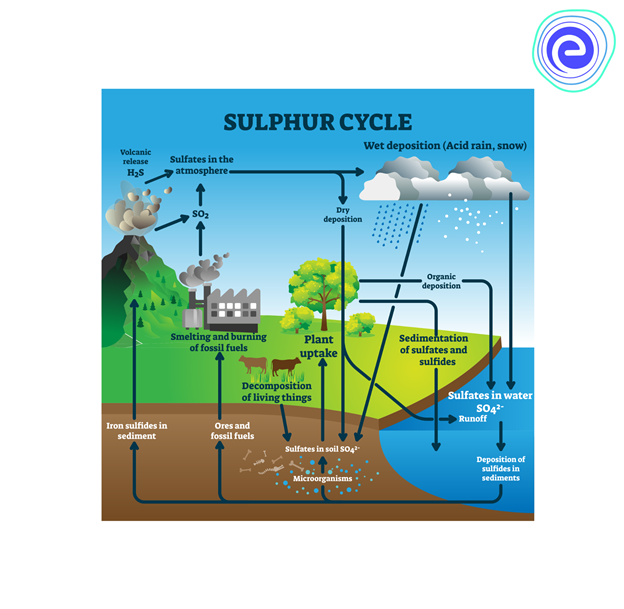 SULPHUR CYCLE
Wet deposition (Acid rain, snow)
Volcanic
release
H₂S
Sulfates in the
atmosphere
SO₂
Dry
deposition
Organic
deposition
Smelting and burning
of fossil fuels
Plant
uptake
Sedimentation
of sulfates and
sulfides
Decomposition
of living things
Sulfates in water
SO₄²⁻
Runoff
Iron sulfides in
sediment
Ores and
fossil fuels
Sulfates in soil SO₄²⁻
Microorganisms
Deposition of
sulfides in
sediments